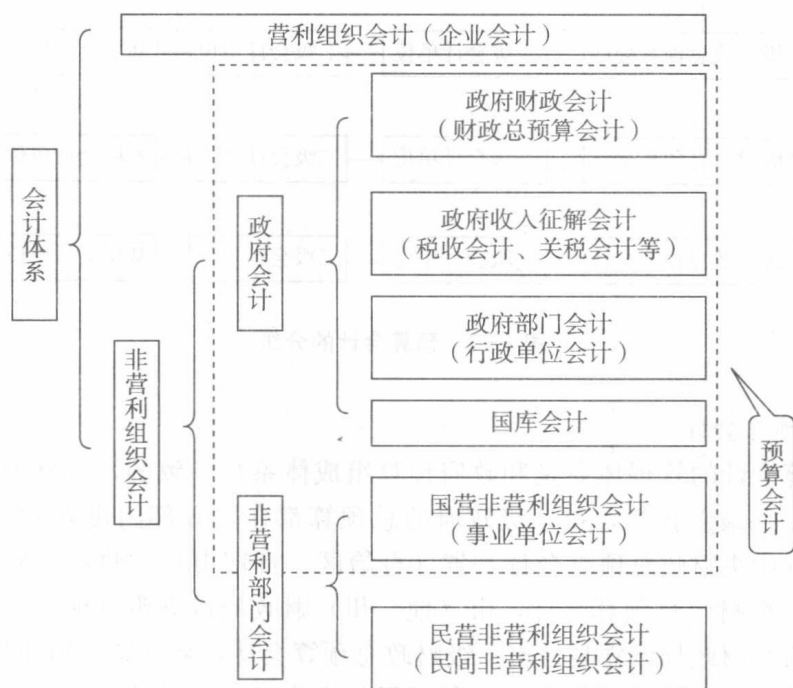 营利组织会计（企业会计）
政府财政会计
（财政总预算会计）
政府收入征解会计
（税收会计、关税会计等）
政府部门会计
（行政单位会计）
国库会计
国营非营利组织会计
（事业单位会计）
民营非营利组织会计
（民间非营利组织会计）
会计体系
政府会计
非营利组织会计
非营利部门会计
预算会计